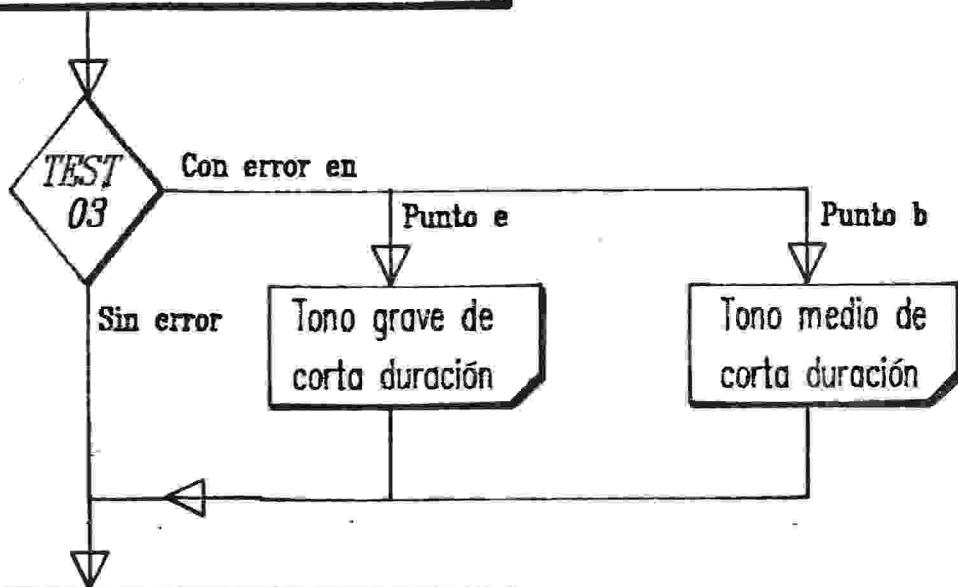 TEST
03
Con error en
Punto e
Punto b
Sin error
Tono grave de
corta duración
Tono medio de
corta duración